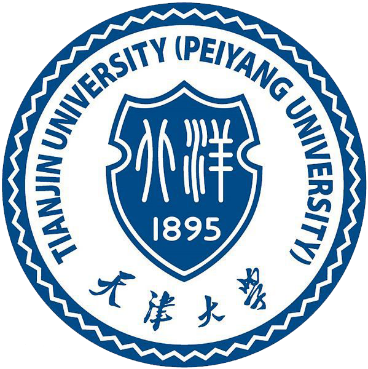 TIANJIN UNIVERSITY (PEIYANG UNIVERSITY)
北洋
1895
天津大学